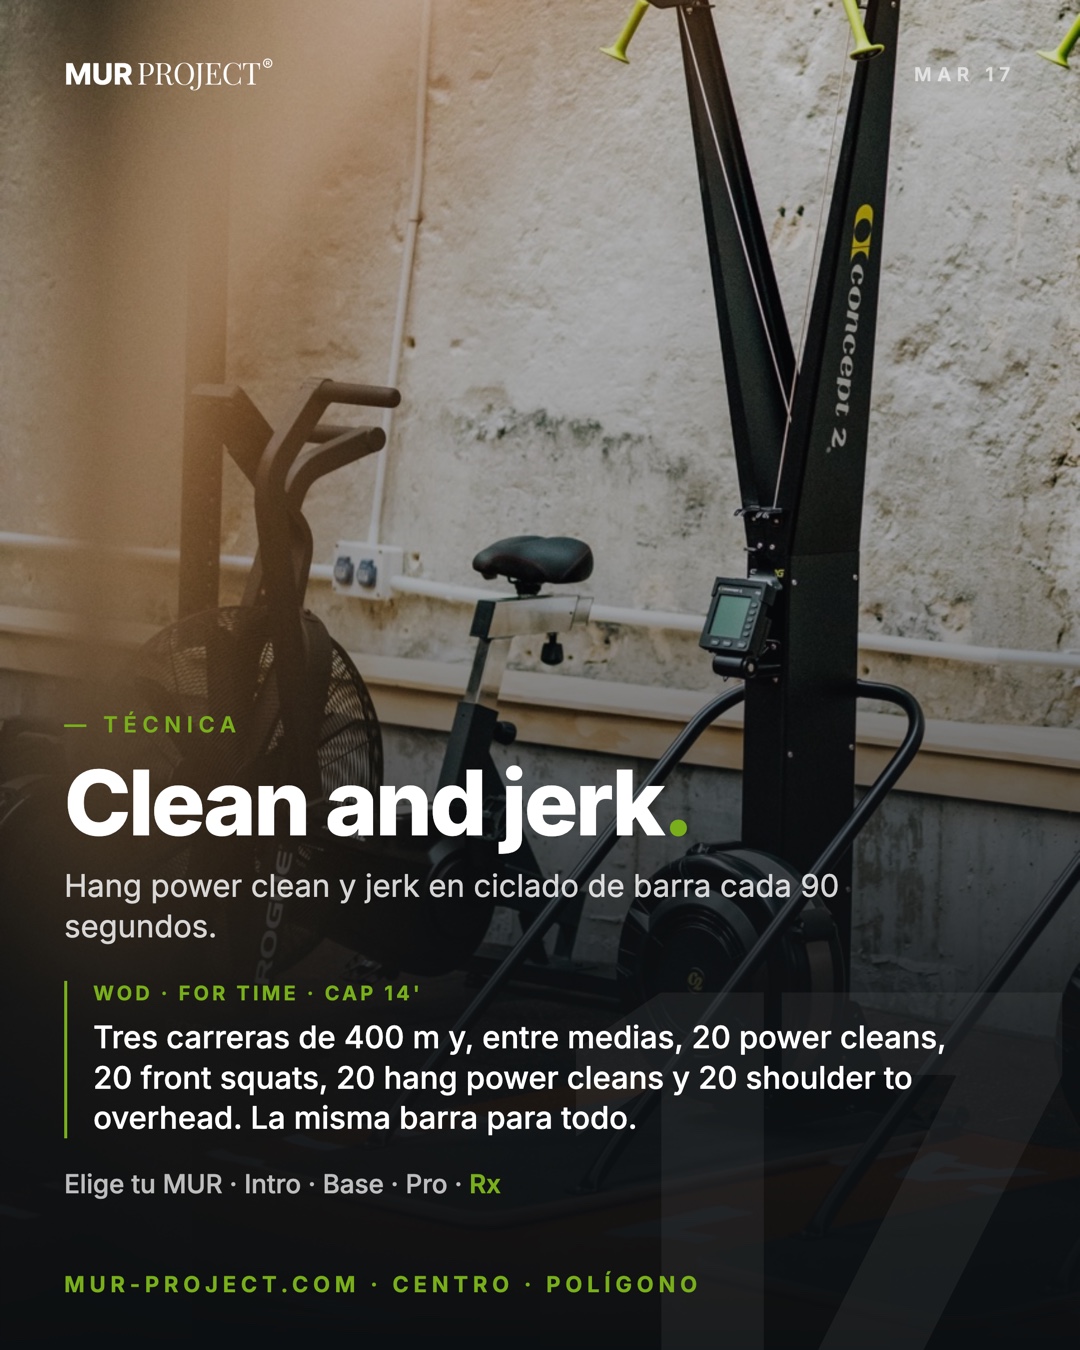 MUR PROJECT®
MAR 17
concept 2
— TÉCNICA
Clean and jerk.
Hang power clean y jerk en ciclado de barra cada 90
segundos.
WOD · FOR TIME · CAP 14'
Tres carreras de 400 m y, entre medias, 20 power cleans,
20 front squats, 20 hang power cleans y 20 shoulder to
overhead. La misma barra para todo.
Elige tu MUR · Intro · Base · Pro · Rx
MUR-PROJECT.COM · CENTRO · POLÍGONO
ROGUE
17